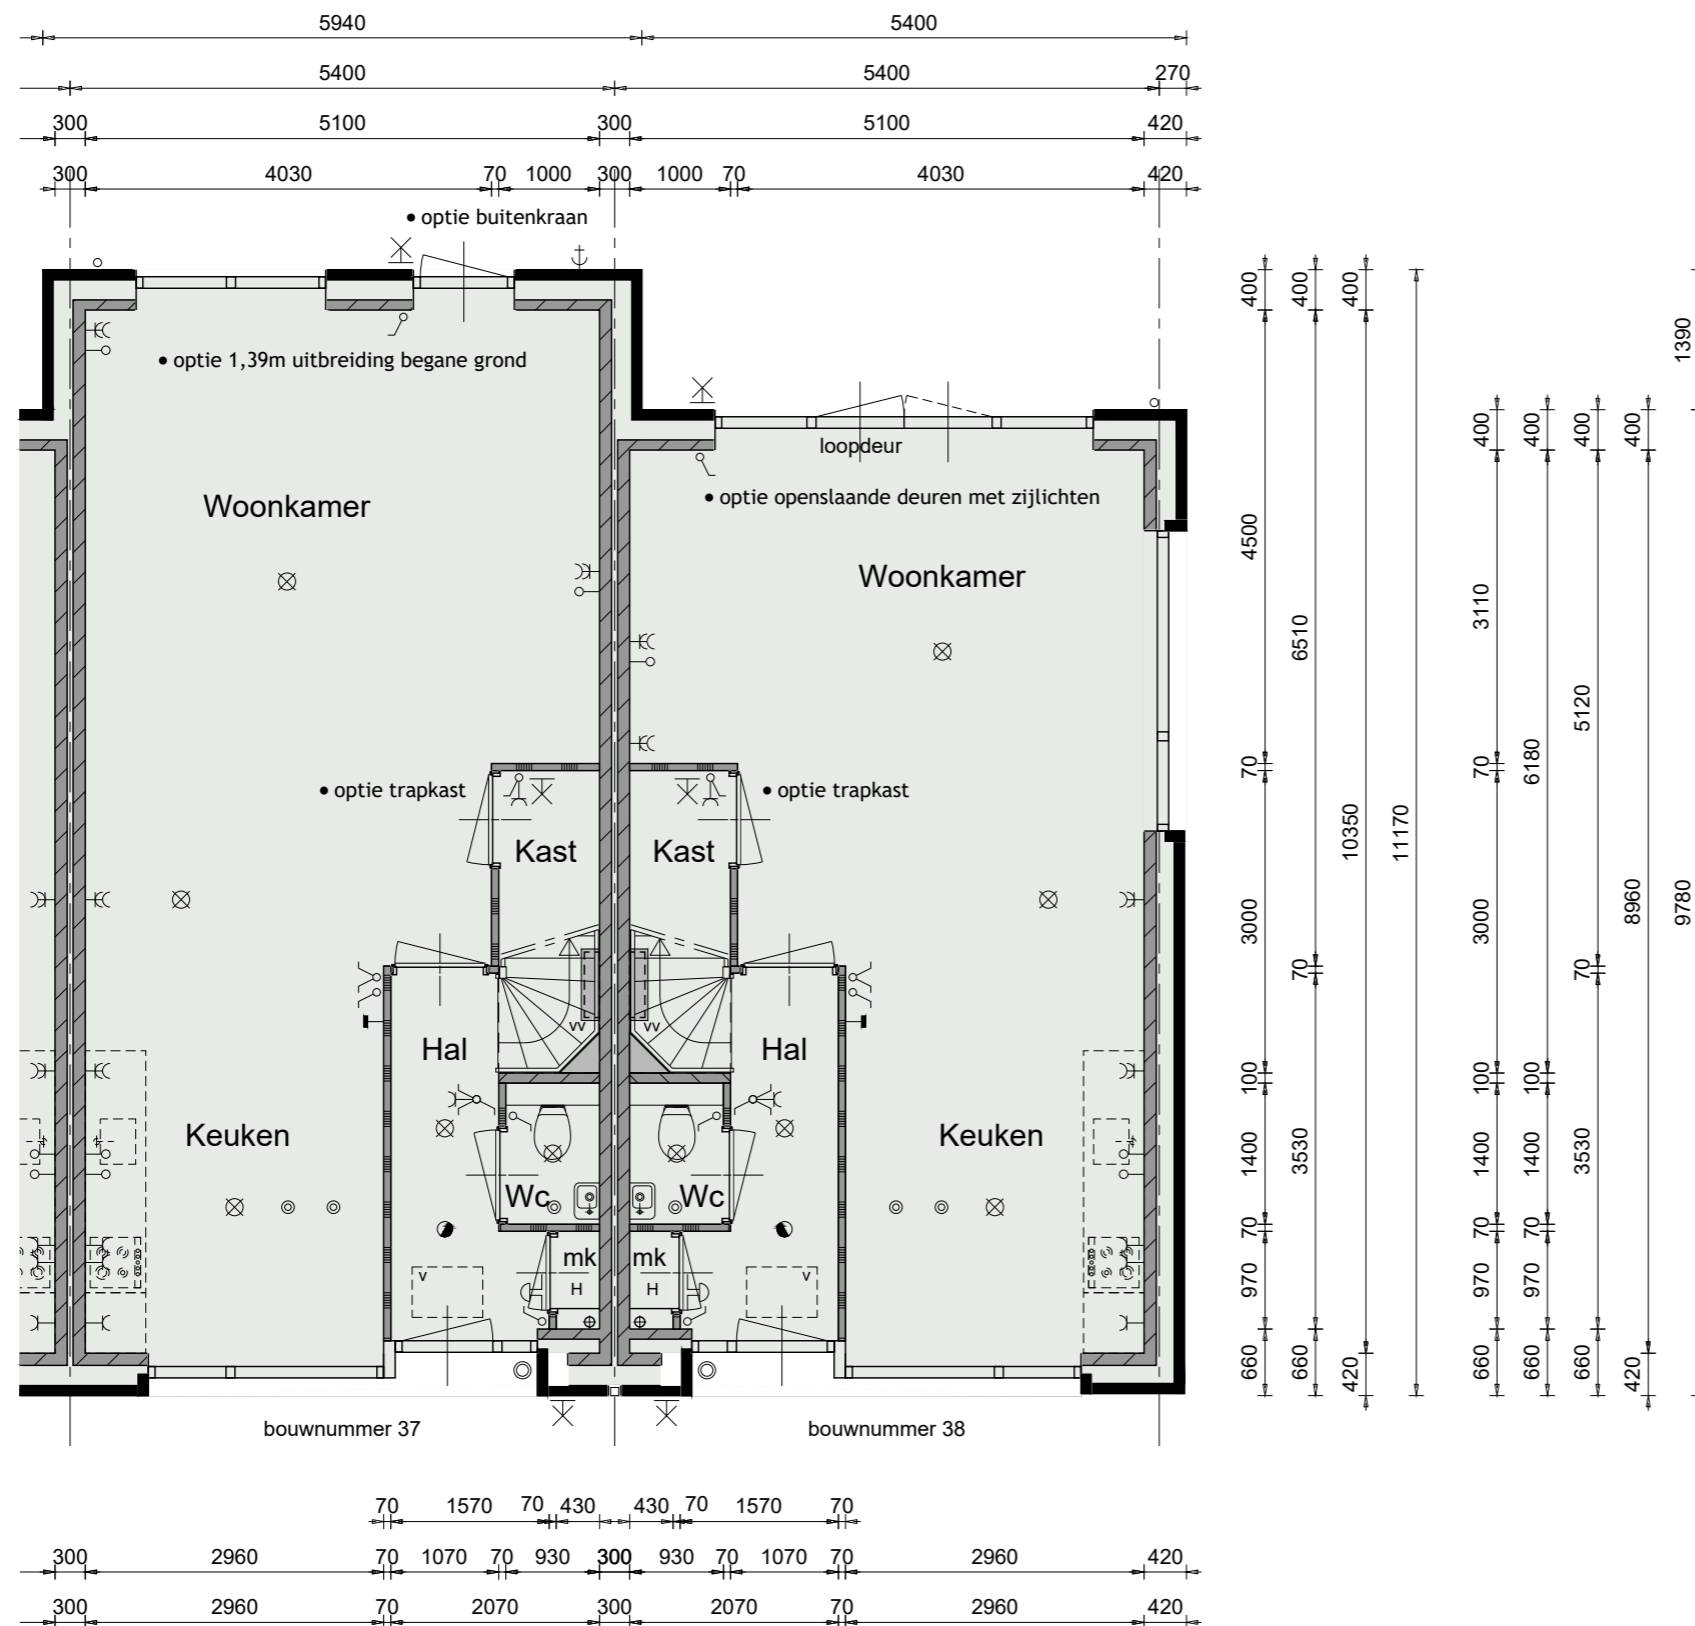 5940 5400
5400 5400 270
300 5100 300 5100 420
300 4030 70 1000 300 1000 70 4030 420
• optie buitenkraan
• optie 1,39m uitbreiding begane grond
loopdeur
• optie openslaande deuren met zijlichten
Woonkamer
Woonkamer
• optie trapkast
• optie trapkast
Kast Kast
vv vv
Hal Hal
Keuken Keuken
Wc Wc
mk mk
H H
v v
bouwnummer 37 bouwnummer 38
400 4500 70 3000 100 1400 70 970 660
400 6510 70 3530 660
400 10350 420
11170
400 3110 70 3000 100 1400 70 970 660
400 6180 100 1400 70 970 660
400 5120 70 3530 660
400 8960 420
1390 9780
70 1570 70 430 430 70 1570 70
300 2960 70 1070 70 930 300 930 70 1070 70 2960 420
300 2960 70 2070 300 2070 70 2960 420